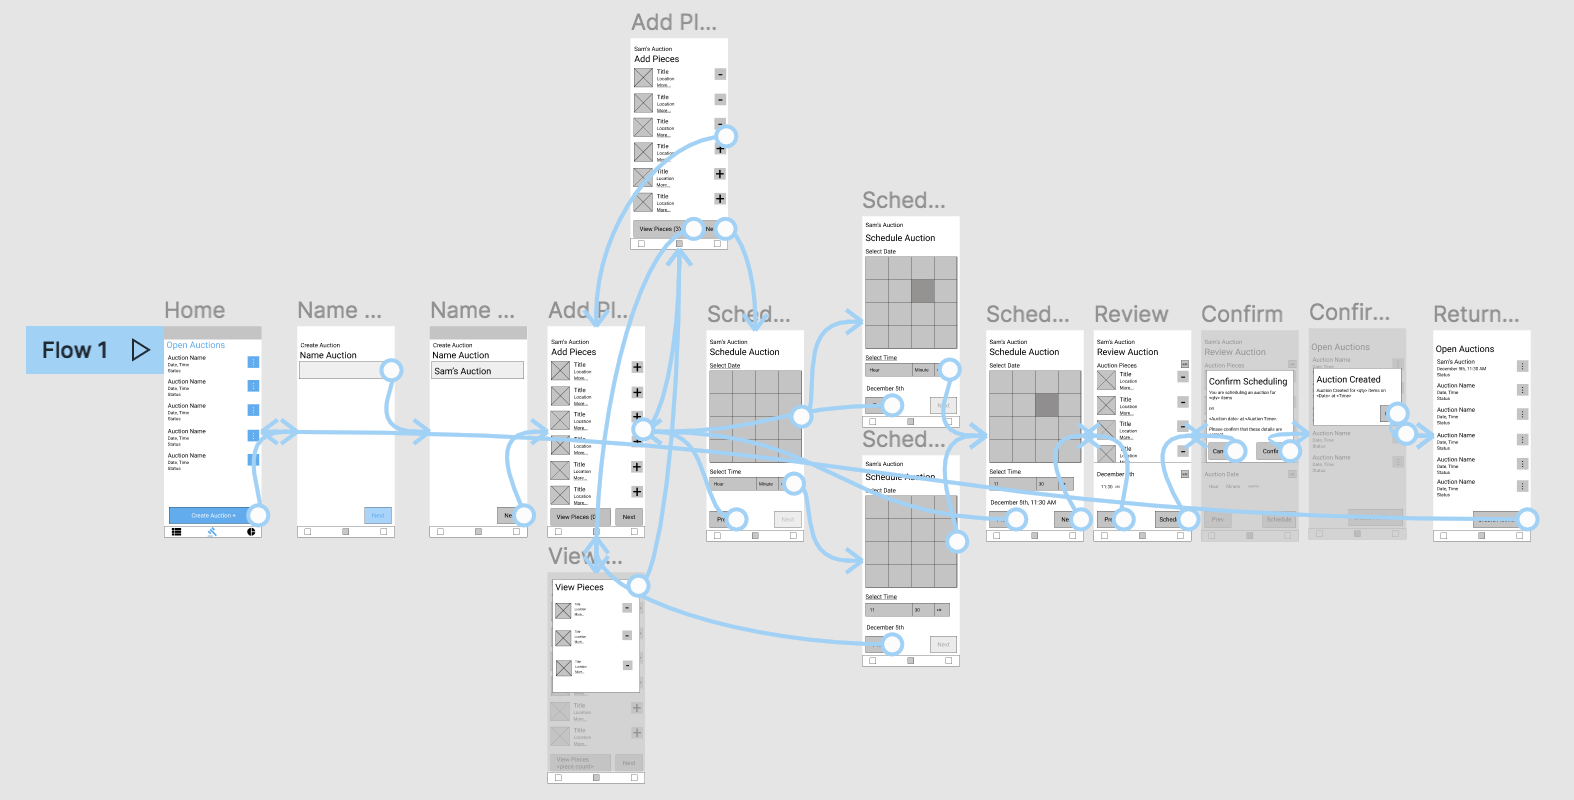 Add Pl...
Sam's Auction
Add Pieces
Title
Location
More...
-
Title
Location
More...
-
Title
Location
More...
-
Title
Location
More...
+
Title
Location
More...
+
Title
Location
More...
+
View Pieces (3)
Ne
Flow 1
Home
Open Auctions
Auction Name
Date, Time
Status
Auction Name
Date, Time
Status
Auction Name
Date, Time
Status
Auction Name
Date, Time
Status
Auction Name
Date, Time
Status
Create Auction +
Name ...
Create Auction
Name Auction
Next
Name ...
Create Auction
Name Auction
Sam's Auction
Ne
Add Pl...
Sam's Auction
Add Pieces
Title
Location
More...
+
Title
Location
More...
+
Title
Location
More...
+
Title
Location
More...
Title
Location
More...
+
Title
Location
More...
+
View Pieces (0)
Next
View ...
View Pieces
Title
Location
More...
-
Title
Location
More...
-
Title
Location
More...
-
Title
Location
More...
+
Title
Location
More...
+
View Pieces
<piece count>
Next
Sched...
Sam's Auction
Schedule Auction
Select Date
Select Time
Hour
Minute
Pre
Next
Sched...
Sam's Auction
Schedule Auction
Select Date
Select Time
Hour
Minute
December 5th
Next
Sched...
Sam's Auction
Schedule Auction
Select Date
Select Time
11
30
December 5th
Next
Sched...
Sam's Auction
Schedule Auction
Select Date
Select Time
11
30
December 5th, 11:30 AM
Ne
Review
Sam's Auction
Review Auction
Auction Pieces
Title
Location
More...
-
Title
Location
More...
-
Title
Location
More...
-
-
December 5th
11:30
Pre
Sched
Confirm
Sam's Auction
Review Auction
Auction Pieces
Confirm Scheduling
You are scheduling an auction for
<qty> items
on
<Auction date> at <Auction Time>
Please confirm that these details are
Can
Confir
Auction Date
Hour
Minute
Prev
Schedule
Confir...
Open Auctions
Auction Name
Auction Created
Auction Created for <qty> items on
<Date> at <Time>
Auction Name
Date, Time
Status
Auction Name
Date, Time
Status
Return...
Open Auctions
Sam's Auction
December 5th, 11:30 AM
Status
Auction Name
Date, Time
Status
Auction Name
Date, Time
Status
Auction Name
Date, Time
Status
Auction Name
Date, Time
Status
Auction Name
Date, Time
Status